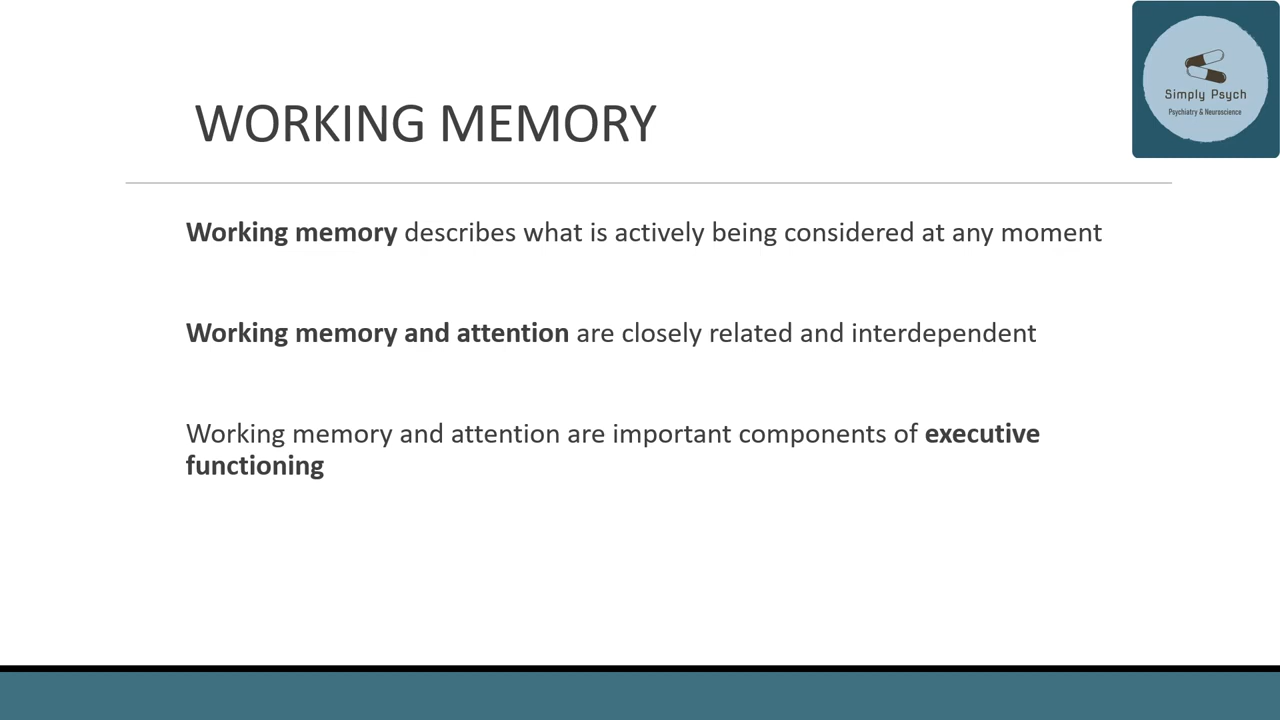 Simply Psych
Psychiatry & Neuroscience
WORKING MEMORY
Working memory describes what is actively being considered at any moment
Working memory and attention are closely related and interdependent
Working memory and attention are important components of executive
functioning